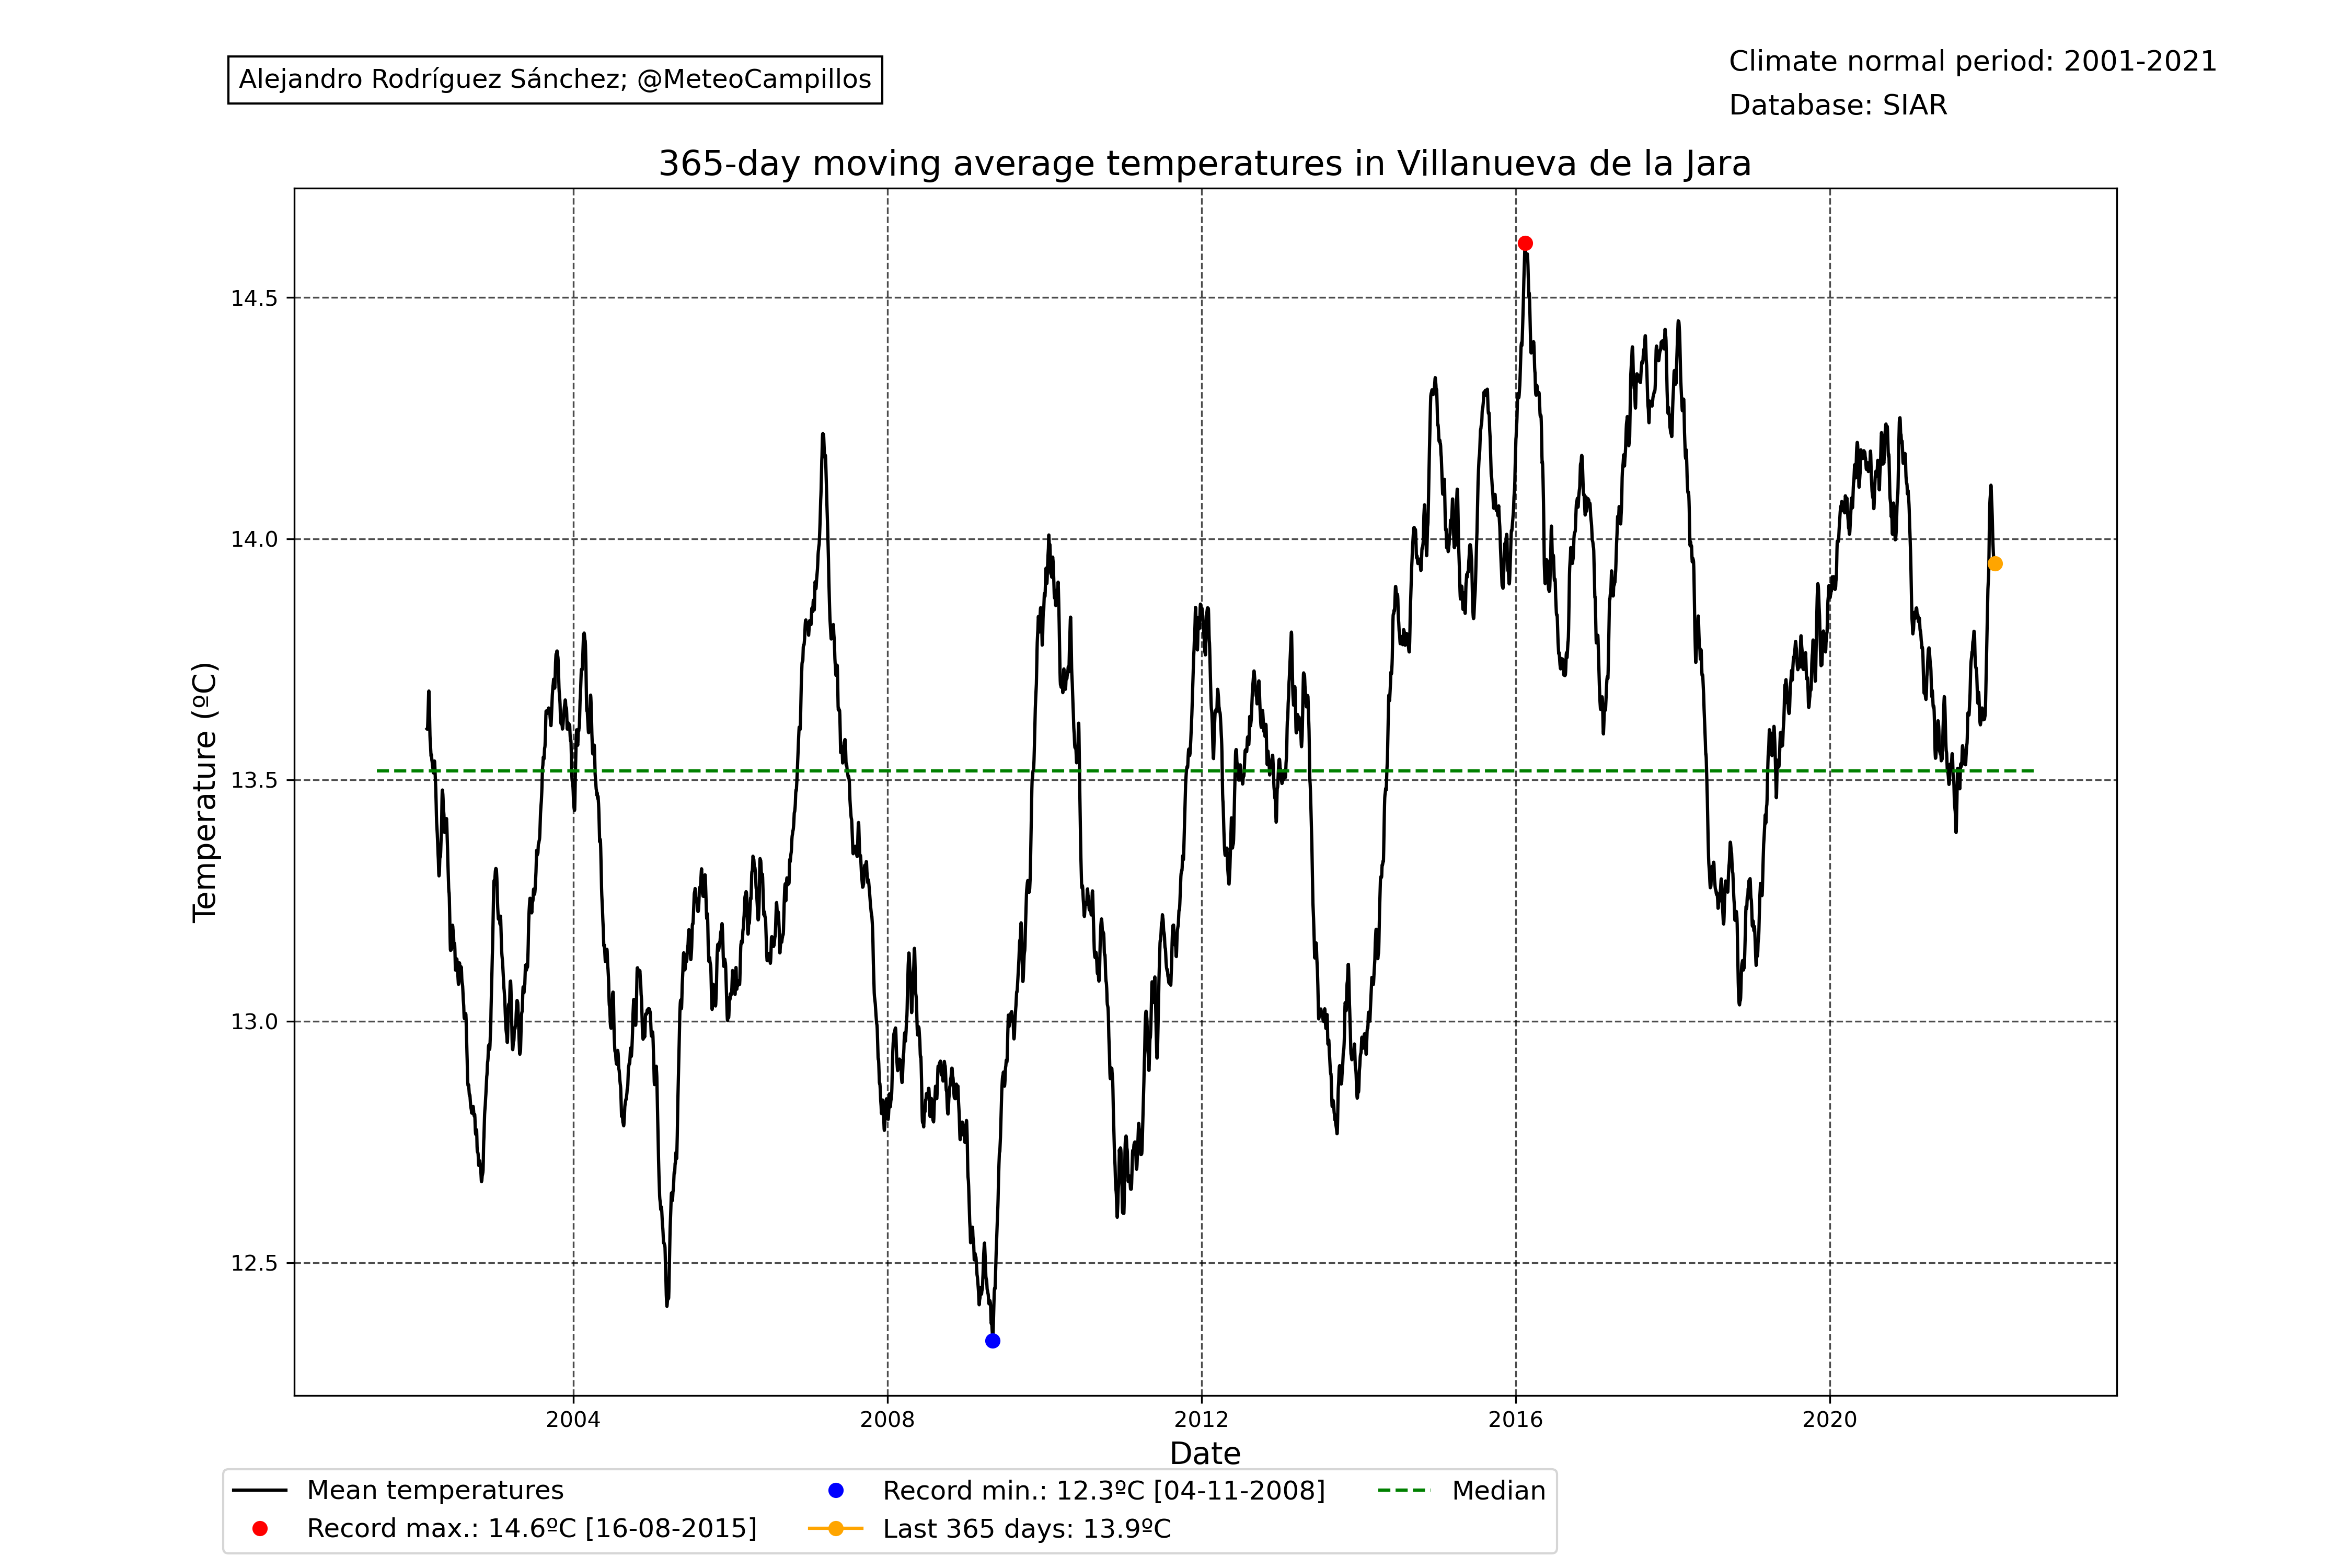 Alejandro Rodríguez Sánchez; @MeteoCampillos
Climate normal period: 2001-2021
Database: SIAR
365-day moving average temperatures in Villanueva de la Jara
Temperature (ºC)
14.5
14.0
13.5
13.0
12.5
2004
2008
2012
2016
2020
Date
Mean temperatures
Record max.: 14.6ºC [16-08-2015]
Record min.: 12.3ºC [04-11-2008]
Last 365 days: 13.9ºC
Median